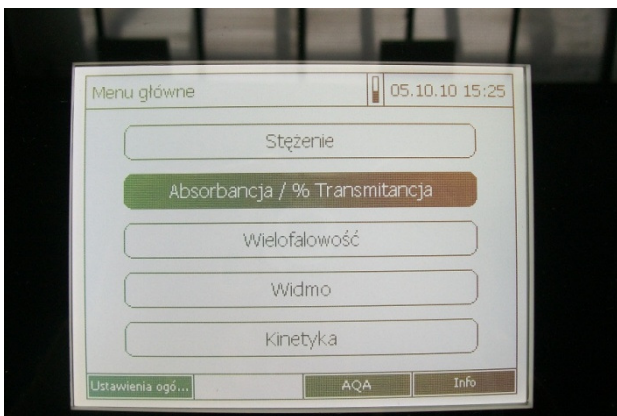 Menu główne
05.10.10 15:25
Stężenie
Absorbancja / % Transmitancja
Wielofalowość
Widmo
Kinetyka
Ustawienia ogó...
AQA
Info